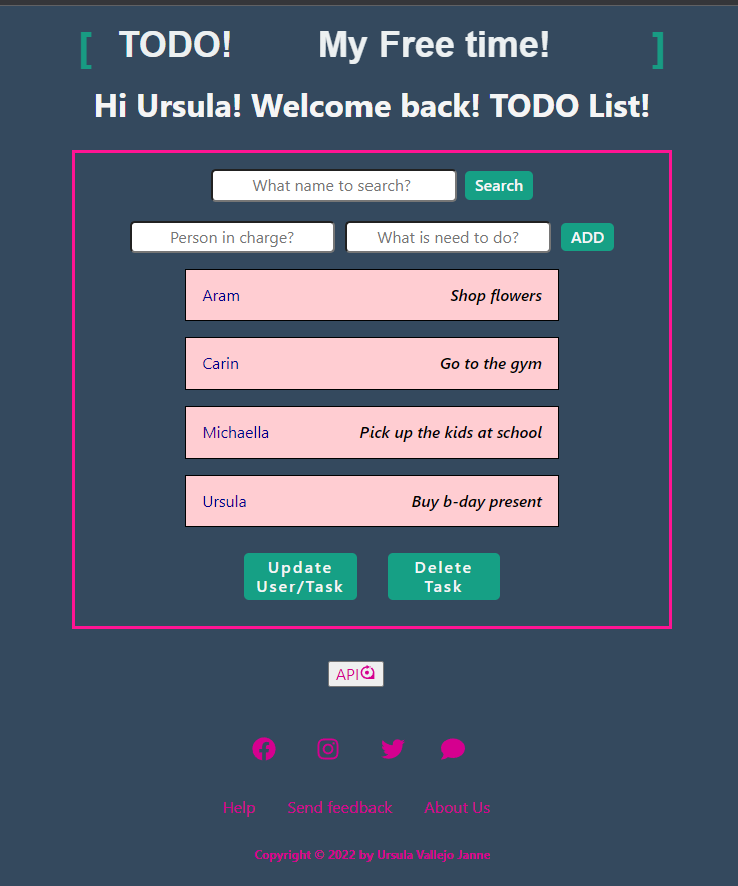 [ TODO! My Free time! ]
Hi Ursula! Welcome back! TODO List!
What name to search? Search
Person in charge? What is need to do? ADD
Aram Shop flowers
Carin Go to the gym
Michaella Pick up the kids at school
Ursula Buy b-day present
Update Delete
User/Task Task
API
Help Send feedback About Us
Copyright © 2022 by Ursula Vallejo Janne